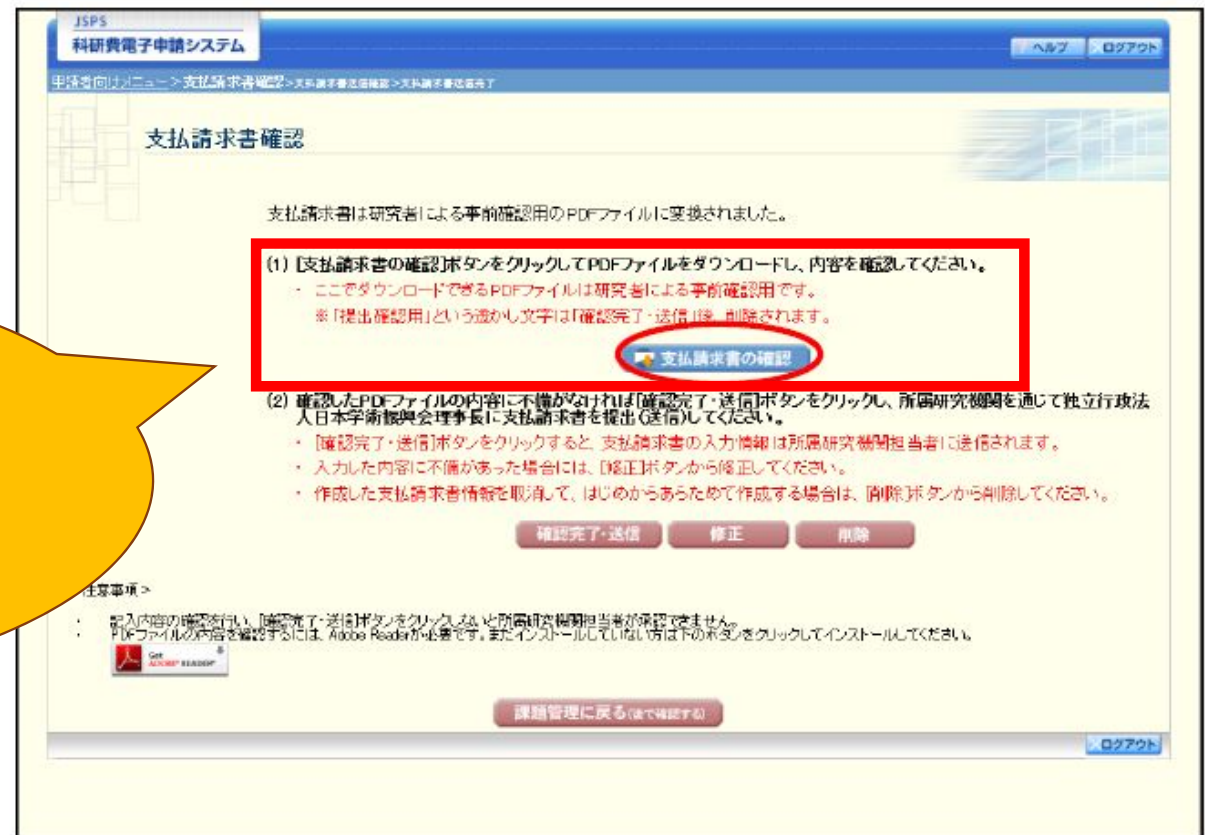 JSPS
科研費電子申請システム
ヘルプ ログアウト
申請者向けメニュー>支払請求書確認>支払請求書送信確認>支払請求書送信完了
支払請求書確認
支払請求書は研究者による事前確認用のPDFファイルに変換されました。
(1) [支払請求書の確認]ボタンをクリックしてPDFファイルをダウンロードし、内容を確認してください。
・ ここでダウンロードできるPDFファイルは研究者による事前確認用です。
※「提出確認用」という透かし文字は「確認完了・送信」後、削除されます。
支払請求書の確認
(2) 確認したPDFファイルの内容に不備がなければ[確認完了・送信]ボタンをクリックし、所属研究機関を通じて独立行政法
人日本学術振興会理事長に支払請求書を提出(送信)してください。
・ [確認完了・送信]ボタンをクリックすると、支払請求書の入力情報は所属研究機関担当者に送信されます。
・ 入力した内容に不備があった場合には、[修正]ボタンから修正してください。
・ 作成した支払請求書情報を取消して、はじめからあらためて作成する場合は、[削除]ボタンから削除してください。
確認完了・送信 修正 削除
注意事項>
・ 記入内容の確認を行い、[確認完了・送信]ボタンをクリックしないと所属研究機関担当者が承認できません。
・ PDFファイルの内容を確認するには、Adobe Readerが必要です。まだインストールしていない方は下のボタンをクリックしてインストールしてください。
Get
ADOBE® READER®
課題管理に戻る(後で確認する)
ログアウト